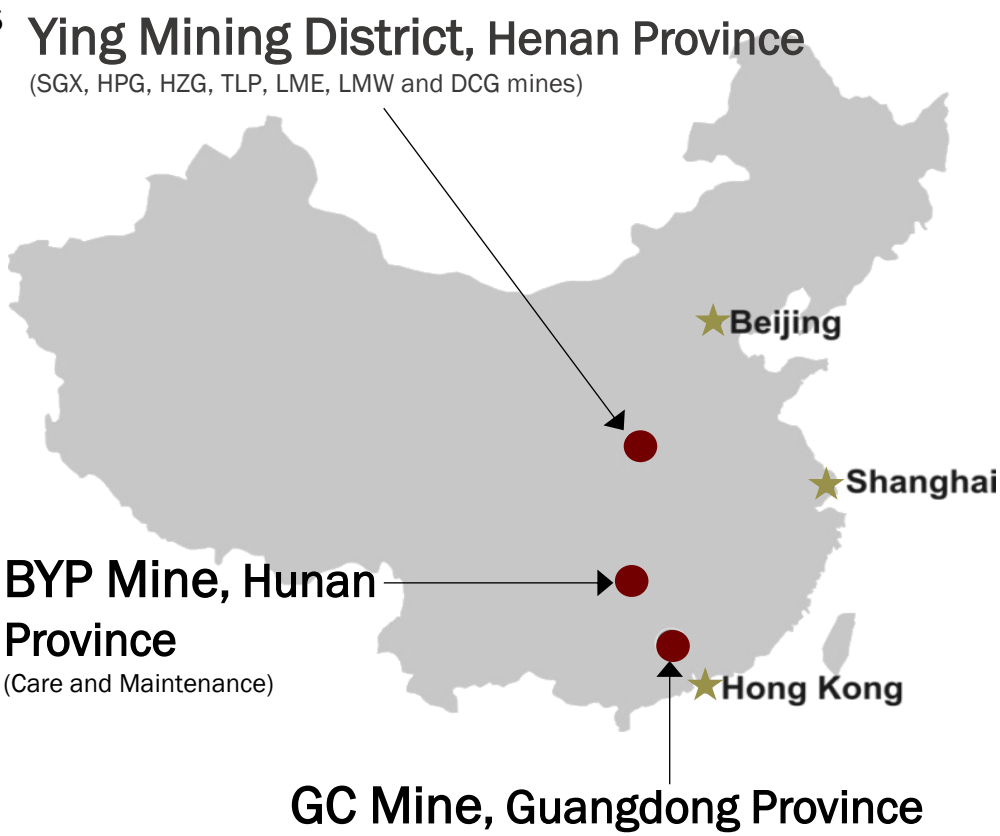 Ying Mining District, Henan Province
(SGX, HPG, HZG, TLP, LME, LMW and DCG mines)
Beijing
Shanghai
BYP Mine, Hunan
Province
(Care and Maintenance)
Hong Kong
GC Mine, Guangdong Province